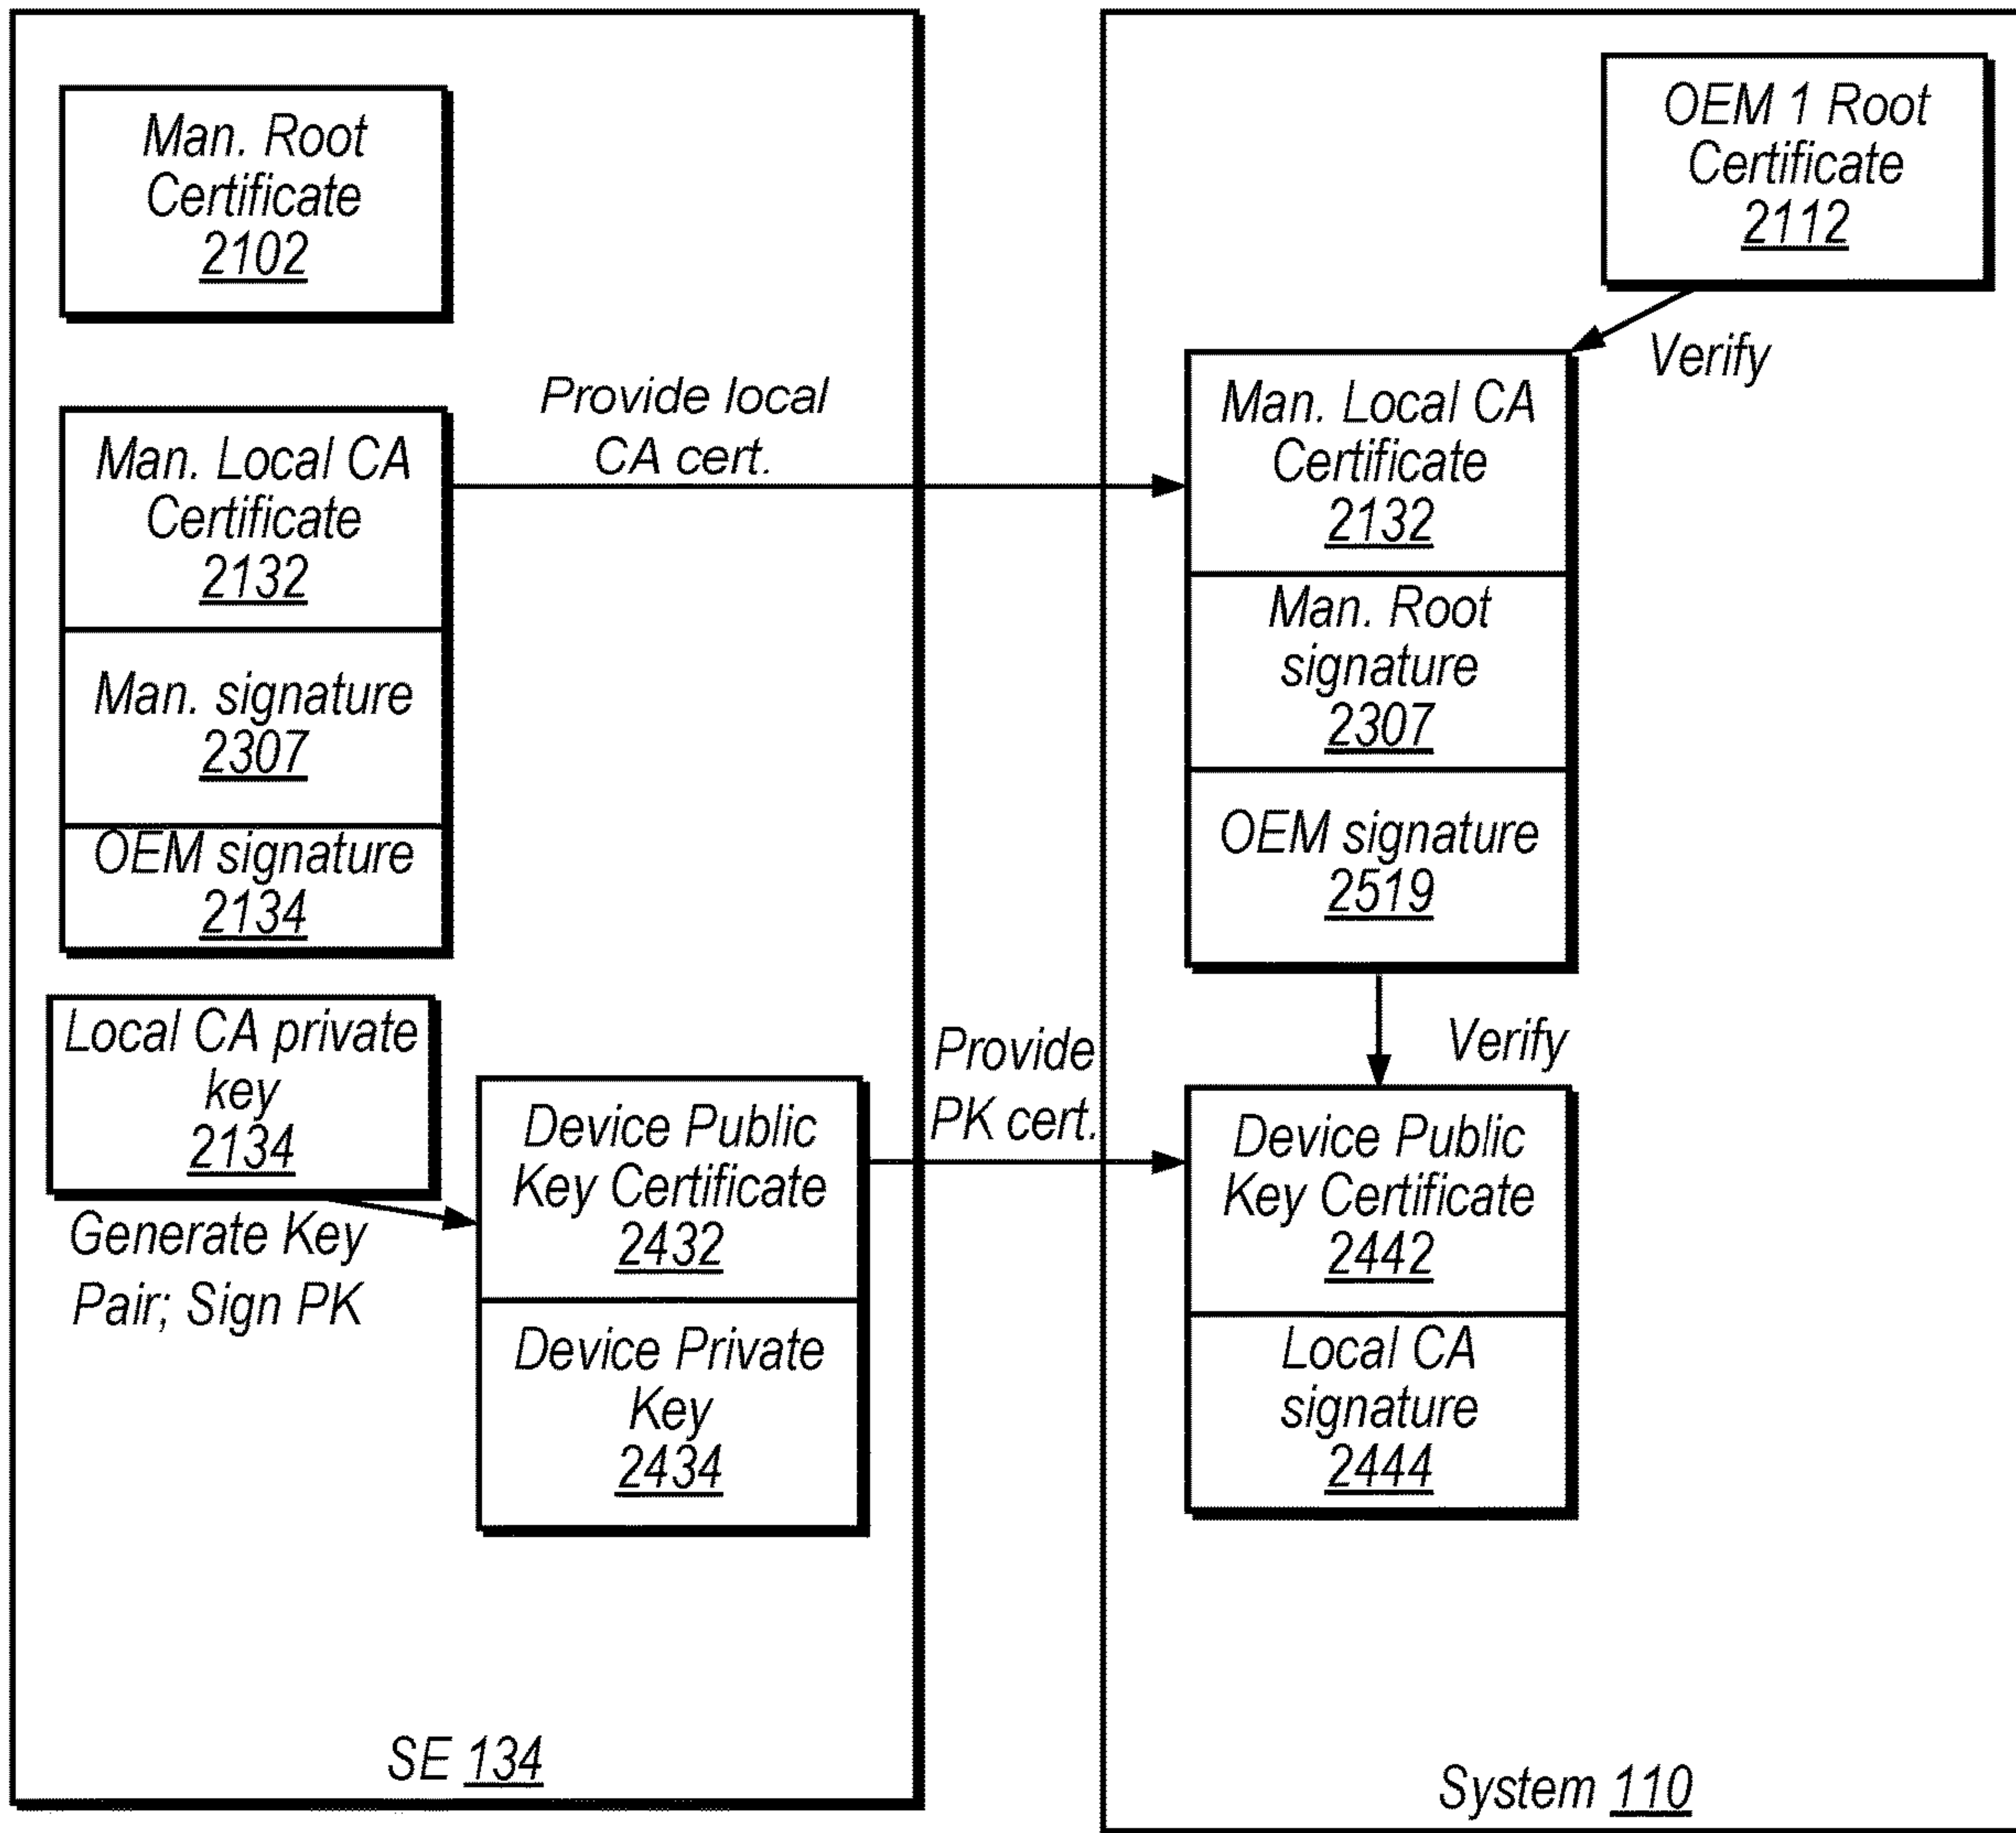 Man. Root
Certificate
2102
Man. Local CA
Certificate
2132
Man. signature
2307
OEM signature
2134
Local CA private
key
2134
Generate Key
Pair; Sign PK
Device Public
Key Certificate
2432
Device Private
Key
2434
SE 134
Provide local
CA cert.
Provide
PK cert.
OEM 1 Root
Certificate
2112
Verify
Man. Local CA
Certificate
2132
Man. Root
signature
2307
OEM signature
2519
Verify
Device Public
Key Certificate
2442
Local CA
signature
2444
System 110